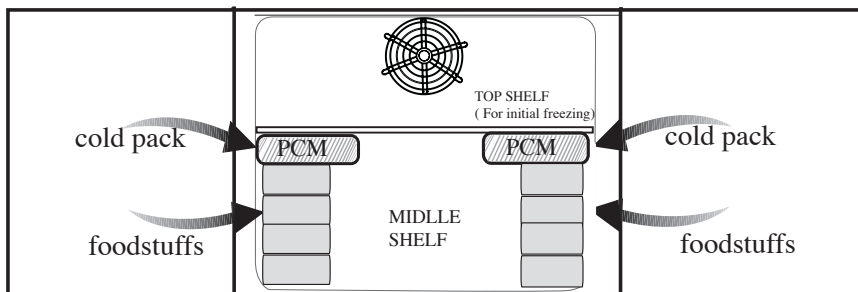 TOP SHELF
( For initial freezing)
cold pack
PCM
PCM
cold pack
MIDLLE
SHELF
foodstuffs
foodstuffs